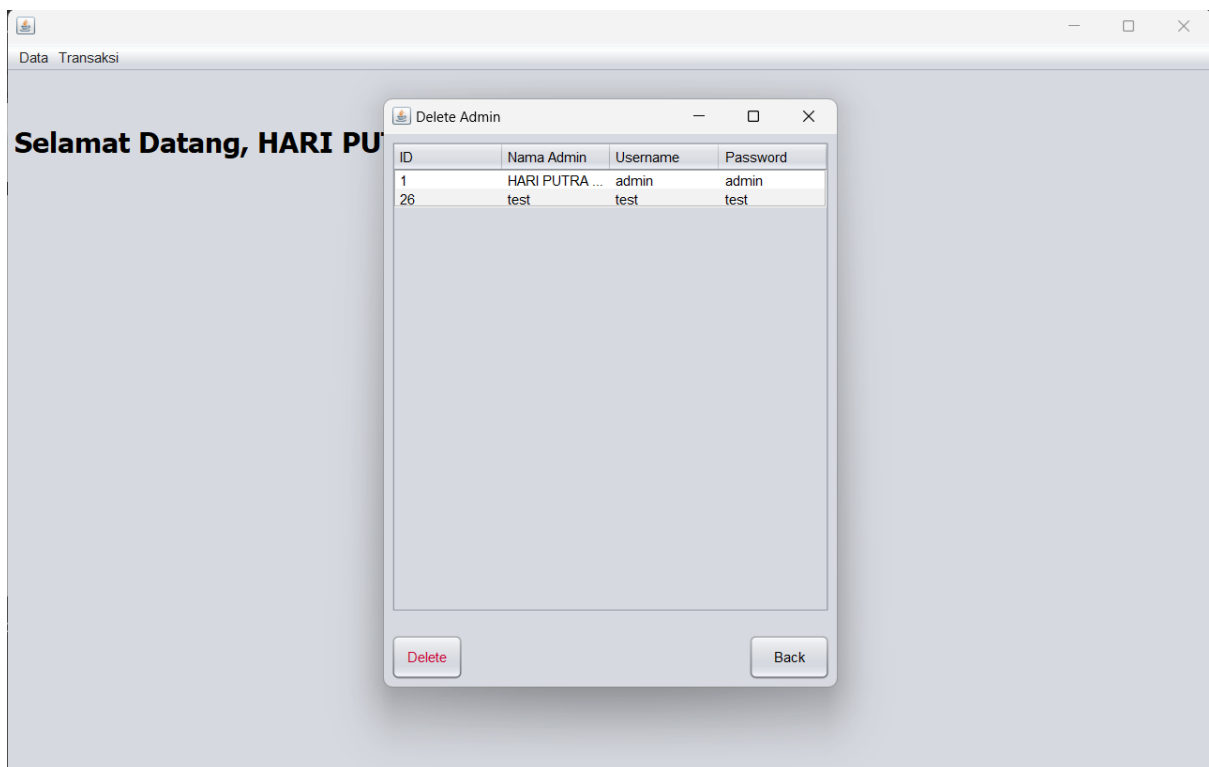 Data Transaksi
Selamat Datang, HARI PU
Delete Admin
ID Nama Admin Username Password
1 HARI PUTRA ... admin admin
26 test test test
Delete Back